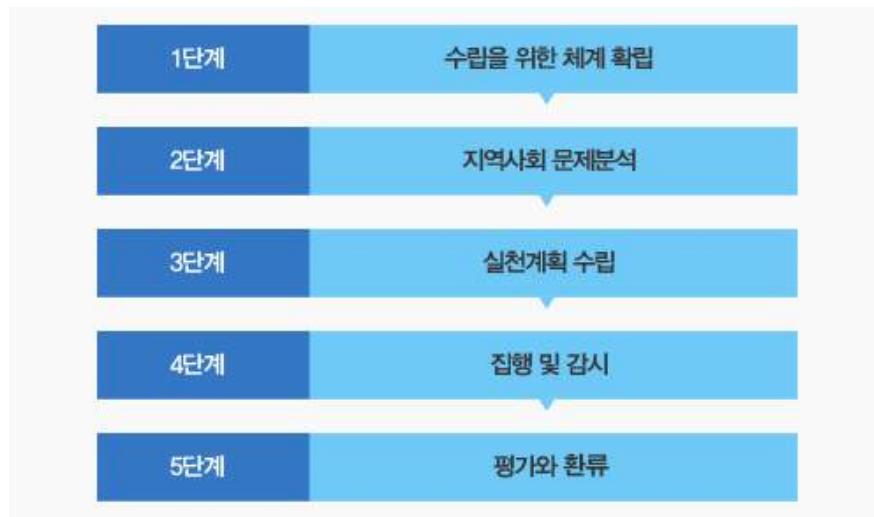 1단계 수립을 위한 체계 확립
2단계 지역사회 문제분석
3단계 실천계획 수립
4단계 집행 및 감시
5단계 평가와 환류